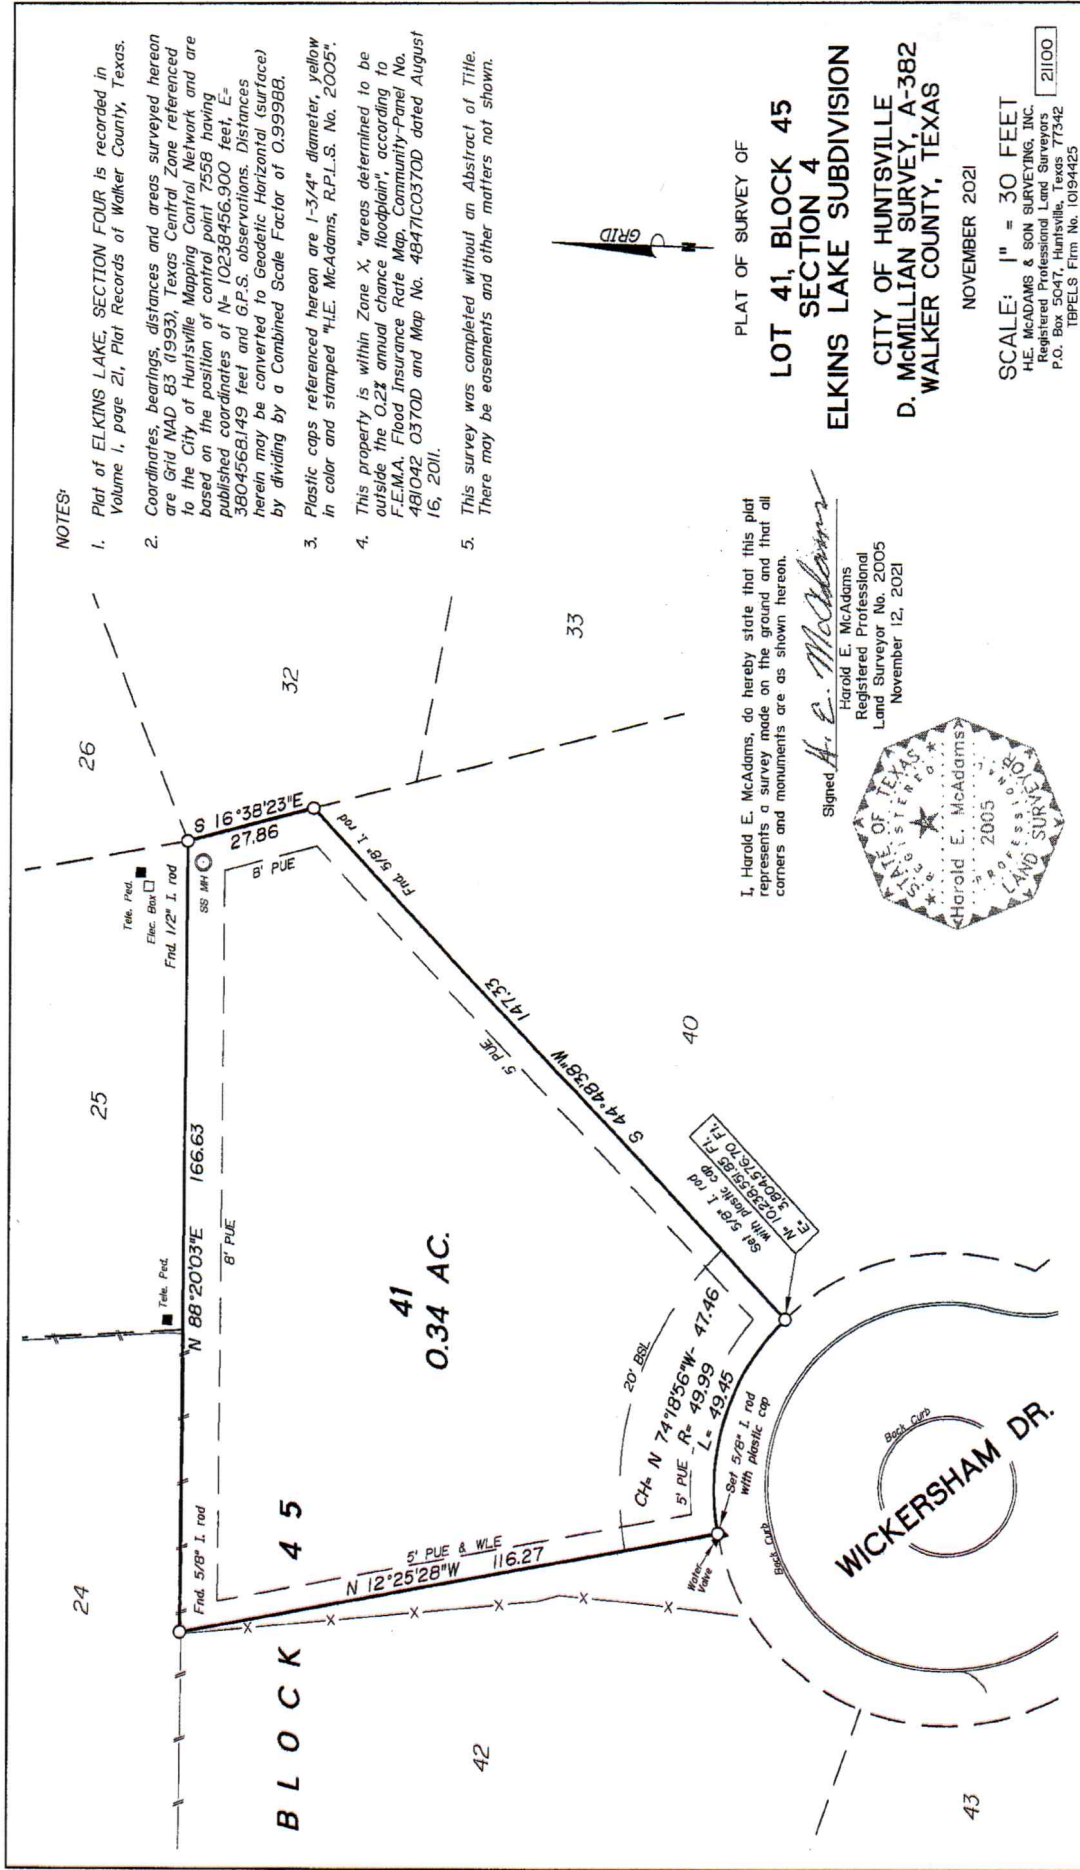 NOTES:
1. Plat of ELKINS LAKE, SECTION FOUR is recorded in
Volume 1, page 21, Plat Records of Walker County, Texas.
2. Coordinates, bearings, distances and areas surveyed hereon
are Grid NAD 83 (1993), Texas Central Zone referenced
to the City of Huntsville Mapping Control Network and are
based on the position of control point 7558 having
published coordinates of N= 10238456.900 feet, E=
3804568.149 feet and G.P.S. observations. Distances
herein may be converted to Geodetic Horizontal (surface)
by dividing by a Combined Scale Factor of 0.99988.
3. Plastic caps referenced hereon are 1-3/4" diameter, yellow
in color and stamped "H.E. McAdams, R.P.L.S. No. 2005".
4. This property is within Zone X, "areas determined to be
outside the 0.2% annual chance floodplain", according to
F.E.M.A. Flood Insurance Rate Map, Community-Panel No.
481042 0370D and Map No. 48471C0370D dated August
16, 2011.
5. This survey was completed without an Abstract of Title.
There may be easements and other matters not shown.
24
25
26
32
33
40
42
43
Tele. Ped.
Elec. Box
Fnd. 1/2" I. rod
SS MH
S 16°38'23"E
27.86
8' PUE
Fnd. 5/8" I. rod
Tele. Ped.
N 88°20'03"E 166.63
8' PUE
Fnd. 5/8" I. rod
BLOCK 45
41
0.34 AC.
147.33
5' PUE
S 44°48'38"W
Set 5/8" I. rod
with plastic cap
N= 10,238,551.85 Ft.
E= 3,804,576.70 Ft.
20' BSL
CH= N 74°18'56"W- 47.46
5' PUE
R= 49.99
L= 49.45
Set 5/8" I. rod
with plastic cap
5' PUE & WLE
N 12°25'28"W 116.27
Water
Valve
Back Curb
Back Curb
WICKERSHAM DR.
GRID
N
I, Harold E. McAdams, do hereby state that this plat
represents a survey made on the ground and that all
corners and monuments are as shown hereon.
Signed H. E. McAdams
Harold E. McAdams
Registered Professional
Land Surveyor No. 2005
November 12, 2021
STATE OF TEXAS
REGISTERED
Harold E. McAdams
2005
PROFESSIONAL
LAND SURVEYOR
PLAT OF SURVEY OF
LOT 41, BLOCK 45
SECTION 4
ELKINS LAKE SUBDIVISION
CITY OF HUNTSVILLE
D. McMILLIAN SURVEY, A-382
WALKER COUNTY, TEXAS
NOVEMBER 2021
SCALE: 1" = 30 FEET
H.E. McADAMS & SON SURVEYING, INC.
Registered Professional Land Surveyors
P.O. Box 5047, Huntsville, Texas 77342
TBPELS Firm No. 10194425
21100